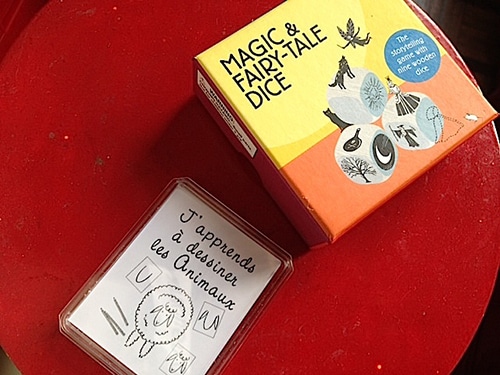 MAGIC &
FAIRY-TALE
DICE
The
storytelling
game with
nine wooden
dice
J'apprends
à dessiner
les Animaux